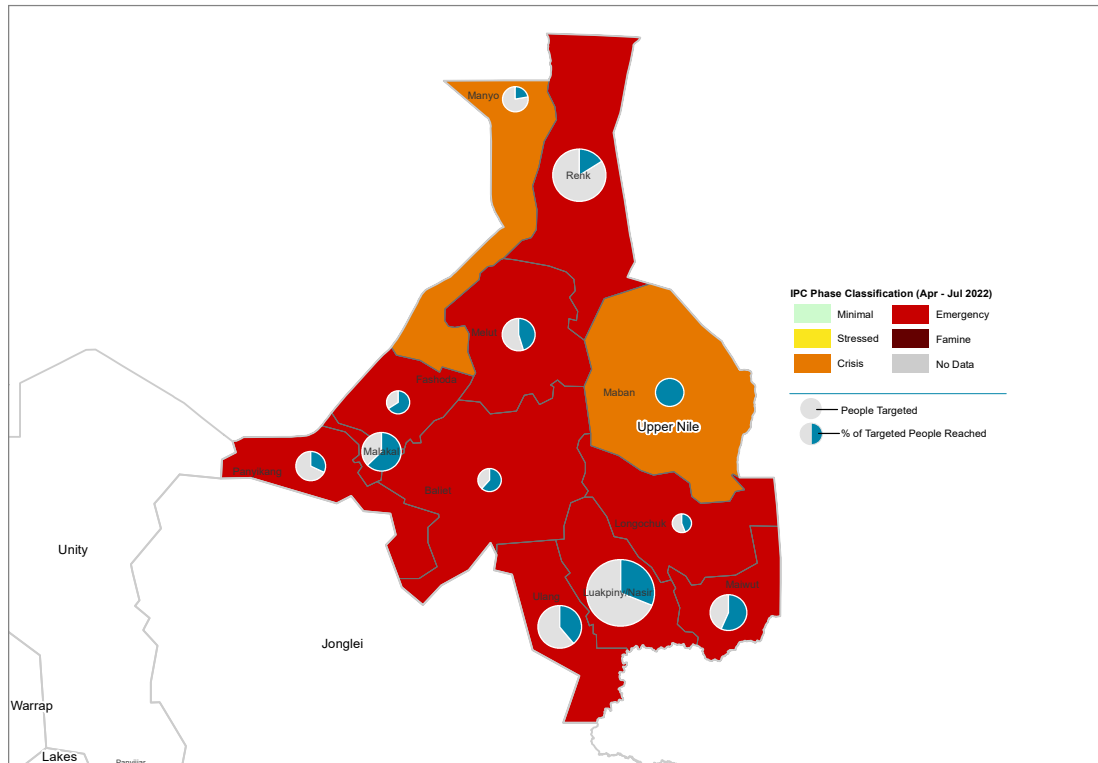 Manyo
Renk
IPC Phase Classification (Apr - Jul 2022)
Minimal
Emergency
Stressed
Famine
Crisis
No Data
Melut
Fashoda
Maban
People Targeted
Upper Nile
% of Targeted People Reached
Malakal
Panyikang
Baliet
Longochuk
Unity
Maiwut
Luakpiny/Nasir
Ulang
Jonglei
Warrap
Lakes
Panyijiar